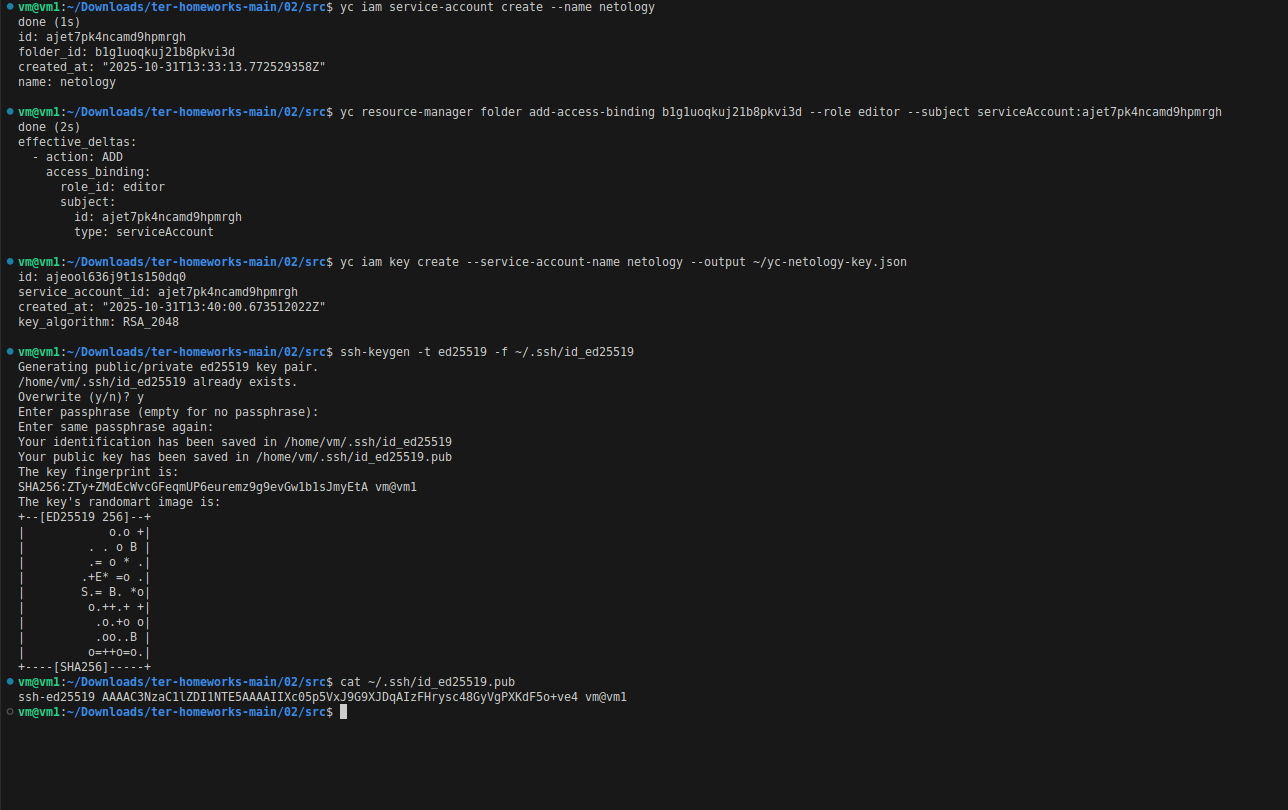 vm@vm1:~/Downloads/ter-homeworks-main/02/src$ yc iam service-account create --name netology
done (1s)
id: ajet7pk4ncamd9hpmrgh
folder_id: b1g1uoqkuj21b8pkvi3d
created_at: "2025-10-31T13:33:13.772529358Z"
name: netology

vm@vm1:~/Downloads/ter-homeworks-main/02/src$ yc resource-manager folder add-access-binding b1g1uoqkuj21b8pkvi3d --role editor --subject serviceAccount:ajet7pk4ncamd9hpmrgh
done (2s)
effective_deltas:
  - action: ADD
    access_binding:
      role_id: editor
      subject:
        id: ajet7pk4ncamd9hpmrgh
        type: serviceAccount

vm@vm1:~/Downloads/ter-homeworks-main/02/src$ yc iam key create --service-account-name netology --output ~/yc-netology-key.json
id: ajeool636j9t1s150dq0
service_account_id: ajet7pk4ncamd9hpmrgh
created_at: "2025-10-31T13:40:00.673512022Z"
key_algorithm: RSA_2048

vm@vm1:~/Downloads/ter-homeworks-main/02/src$ ssh-keygen -t ed25519 -f ~/.ssh/id_ed25519
Generating public/private ed25519 key pair.
/home/vm/.ssh/id_ed25519 already exists.
Overwrite (y/n)? y
Enter passphrase (empty for no passphrase):
Enter same passphrase again:
Your identification has been saved in /home/vm/.ssh/id_ed25519
Your public key has been saved in /home/vm/.ssh/id_ed25519.pub
The key fingerprint is:
SHA256:ZTy+ZMdEcWvcGFeqmUP6euremz9g9evGw1b1sJmyEtA vm@vm1
The key's randomart image is:
+--[ED25519 256]--+
|            o.o +|
|         . . o B |
|         .= o * .|
|        .+E* =o .|
|        S.= B. *o|
|         o.++.+ +|
|          .o.+o o|
|          .oo..B |
|         o=++o=o.|
+----[SHA256]-----+
vm@vm1:~/Downloads/ter-homeworks-main/02/src$ cat ~/.ssh/id_ed25519.pub
ssh-ed25519 AAAAC3NzaC1lZDI1NTE5AAAAIIXc05p5VxJ9G9XJDqAIzFHrysc48GyVgPXKdF5o+ve4 vm@vm1
vm@vm1:~/Downloads/ter-homeworks-main/02/src$